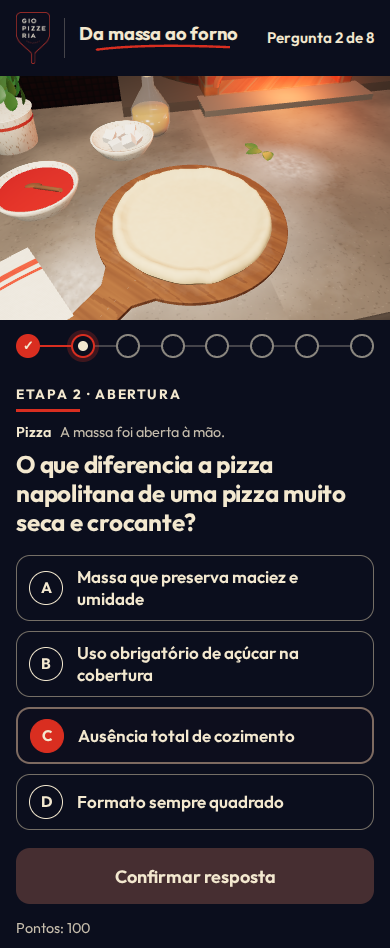 GIO
PIZZE
RIA
Da massa ao forno
Pergunta 2 de 8
ETAPA 2 · ABERTURA
Pizza A massa foi aberta à mão.
O que diferencia a pizza
napolitana de uma pizza muito
seca e crocante?
A Massa que preserva maciez e
umidade
B Uso obrigatório de açúcar na
cobertura
C Ausência total de cozimento
D Formato sempre quadrado
Confirmar resposta
Pontos: 100